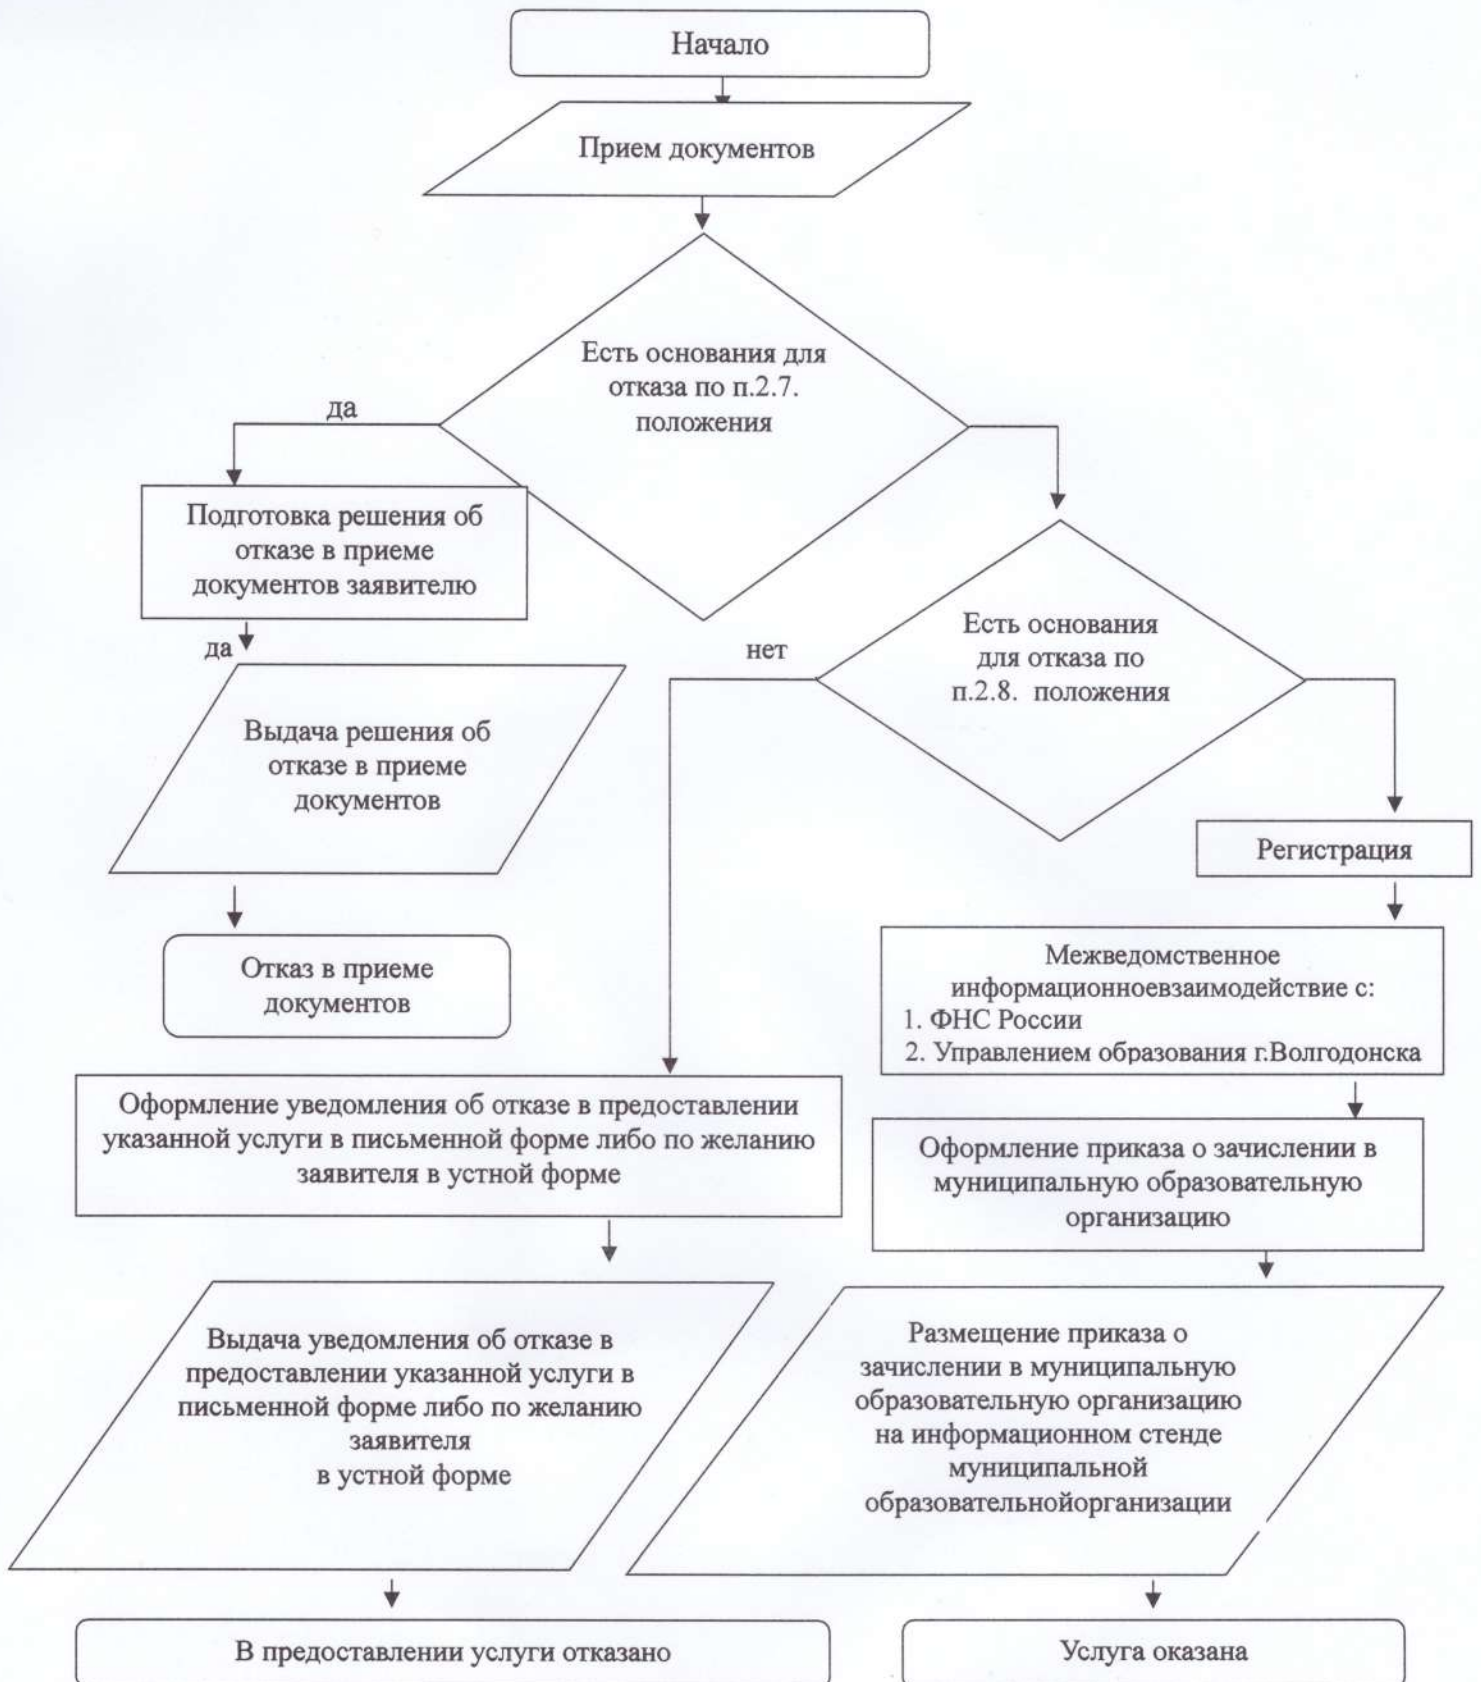 Начало
Прием документов
Есть основания для
отказа по п.2.7.
положения
да
Подготовка решения об
отказе в приеме
документов заявителю
да
Выдача решения об
отказе в приеме
документов
Отказ в приеме
документов
нет
Есть основания
для отказа по
п.2.8. положения
Регистрация
Межведомственное
информационноевзаимодействие с:
1. ФНС России
2. Управлением образования г.Волгодонска
Оформление уведомления об отказе в предоставлении
указанной услуги в письменной форме либо по желанию
заявителя в устной форме
Оформление приказа о зачислении в
муниципальную образовательную
организацию
Выдача уведомления об отказе в
предоставлении указанной услуги в
письменной форме либо по желанию
заявителя
в устной форме
Размещение приказа о
зачислении в муниципальную
образовательную организацию
на информационном стенде
муниципальной
образовательнойорганизации
В предоставлении услуги отказано
Услуга оказана